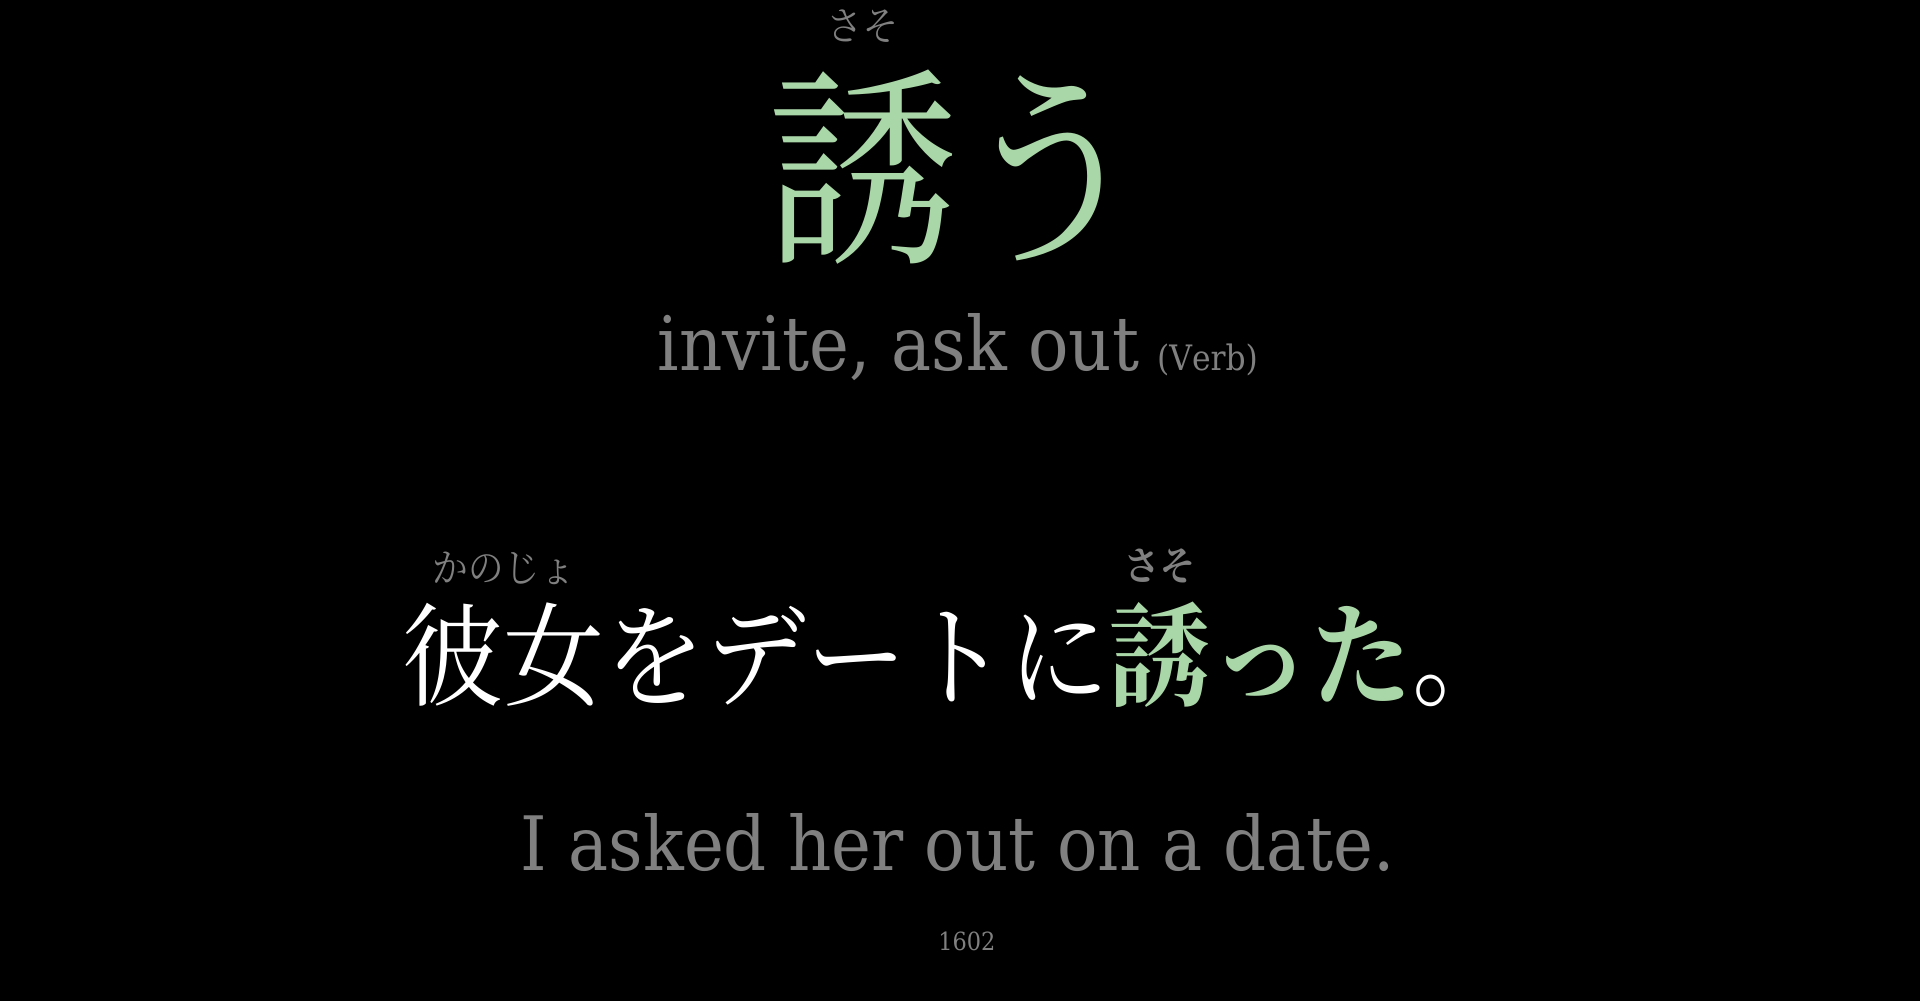 さそ
誘う
invite, ask out (Verb)
かのじょ さそ
彼女をデートに誘った。
I asked her out on a date.
1602